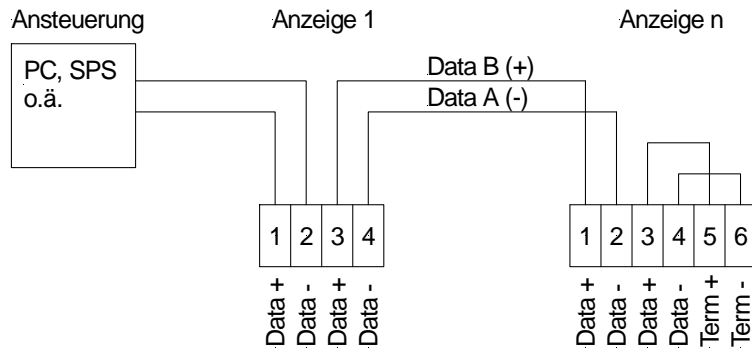 Ansteuerung
Anzeige 1
Anzeige n
PC, SPS
o.ä.
Data B (+)
Data A (-)
1 2 3 4
1 2 3 4 5 6
Data +
Data -
Data +
Data -
Data +
Data -
Data +
Data -
Term +
Term -